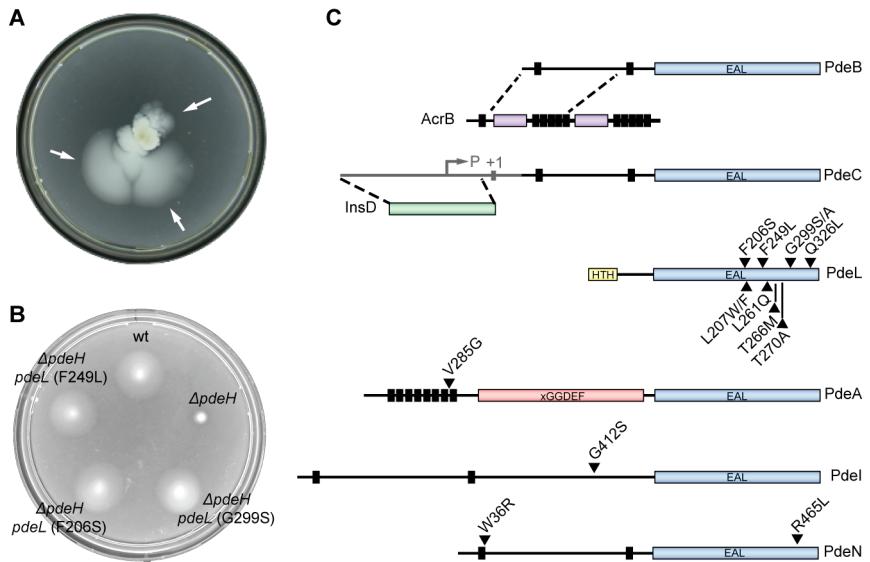 A
C
EAL
PdeB
AcrB
P +1
EAL
PdeC
InsD
F206S
F249L
G299S/A
Q326L
HTH
EAL
PdeL
L207W/F
L261Q
T266M
T270A
B
wt
ΔpdeH
pdeL (F249L)
ΔpdeH
ΔpdeH
pdeL (F206S)
ΔpdeH
pdeL (G299S)
V285G
xGGDEF
EAL
PdeA
G412S
EAL
PdeI
W36R
R465L
EAL
PdeN